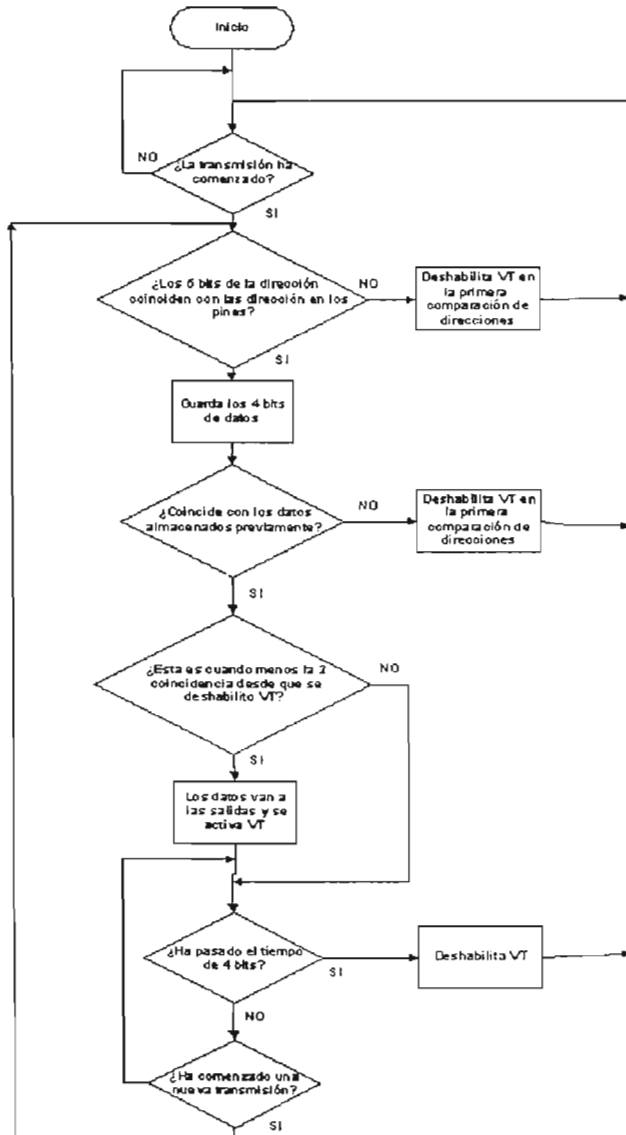 Inicio
NO
¿La transmisión ha
comenzado?
SI
¿Los 5 bits de la dirección
coinciden con las dirección en los
pines?
NO
Deshabilita VT en
la primera
comparación de
direcciones
SI
Guarda los 4 bits
de datos
¿Coincide con los datos
almacenados previamente?
NO
Deshabilita VT en
la primera
comparación de
direcciones
SI
¿Esta es cuando menos la 2
coincidencia desde que se
deshabilito VT?
NO
SI
Los datos van a
las salidas y se
activa VT
¿Ha pasado el tiempo
de 4 bits?
SI
Deshabilita VT
NO
¿Ha comenzado una
nueva transmisión?
SI